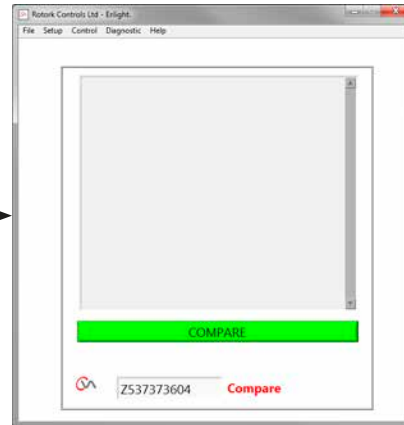 Rotork Controls Ltd - Enlight.
File Setup Control Diagnostic Help
COMPARE
Z537373604 Compare